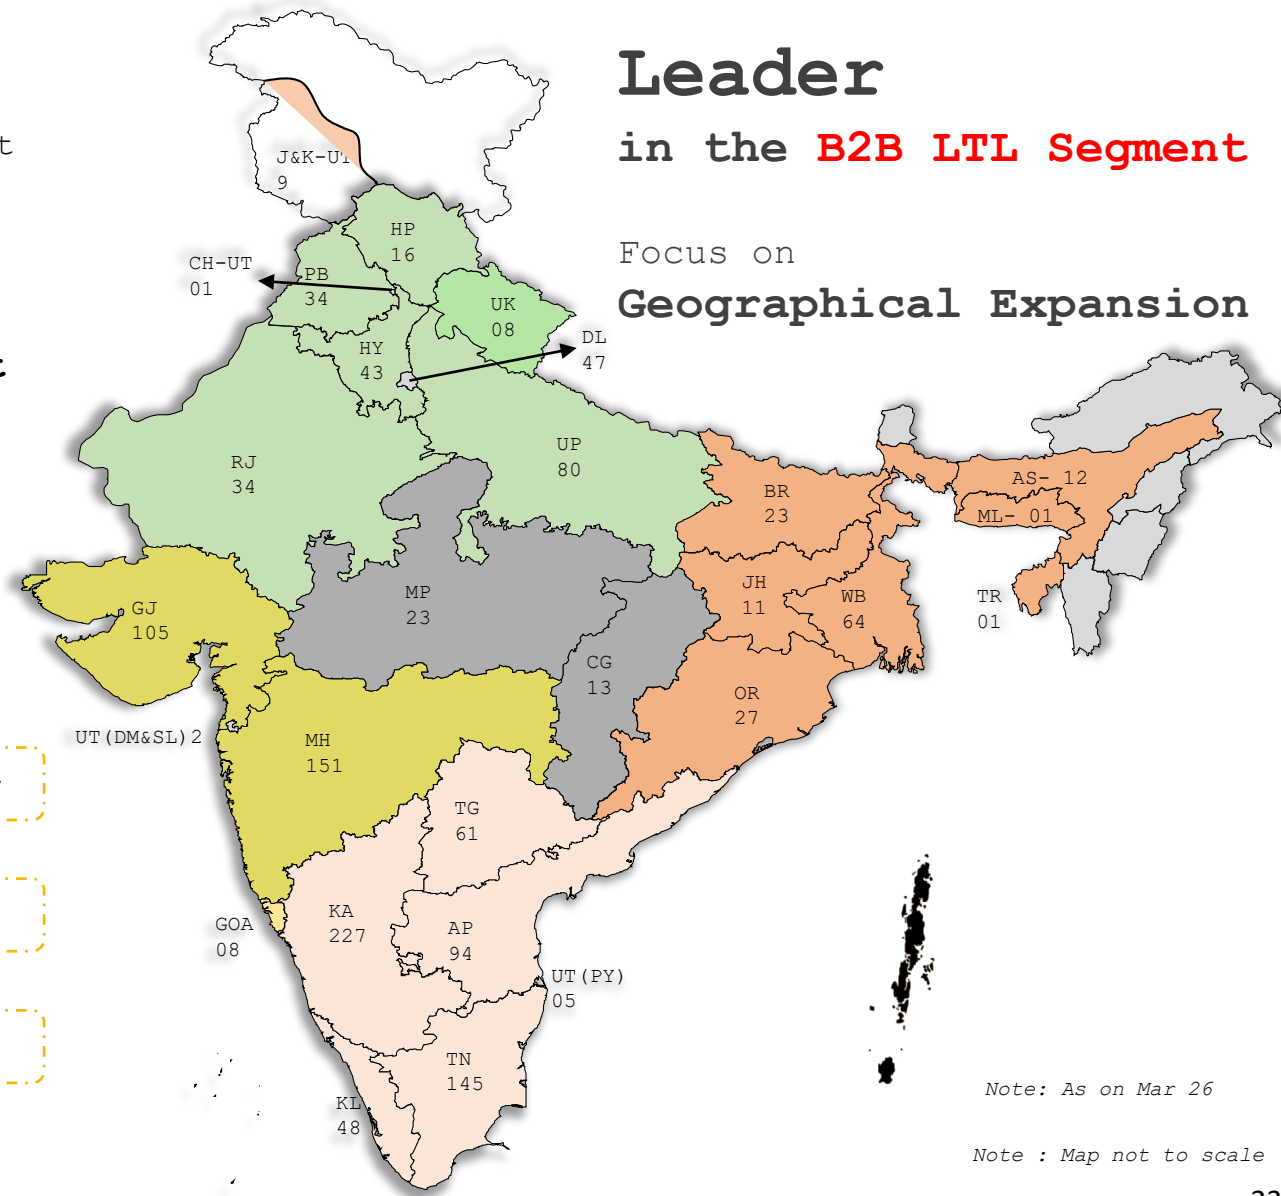 Leader
in the B2B LTL Segment
Focus on
Geographical Expansion
t
t
J&K-UT
9
HP
16
CH-UT
01
PB
34
UK
08
DL
47
HY
43
RJ
34
UP
80
BR
23
AS- 12
ML- 01
TR
01
GJ
105
MP
23
JH
11
WB
64
CG
13
OR
27
UT(DM&SL)2
MH
151
TG
61
GOA
08
KA
227
AP
94
UT(PY)
05
TN
145
KL
48
Note: As on Mar 26
Note : Map not to scale